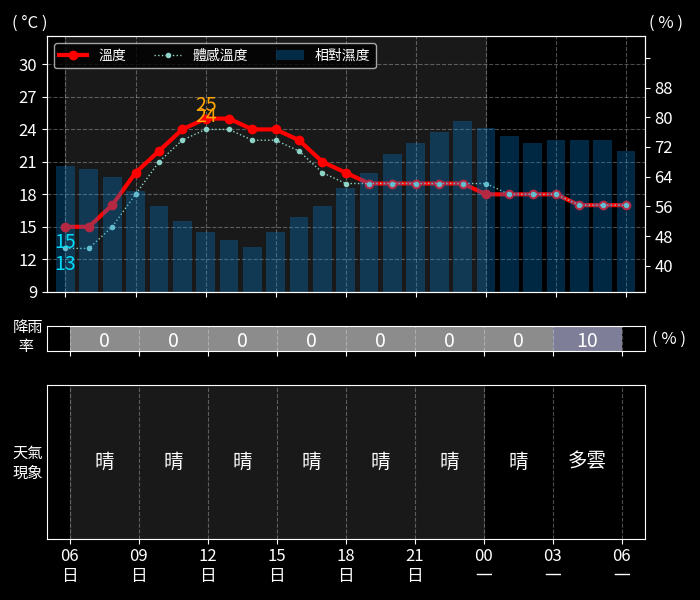 ( °C )
( % )
溫度
體感溫度
相對濕度
30
27
24
21
18
15
12
9
88
80
72
64
56
48
40
25
24
15
13
降雨
率
0 0 0 0 0 0 0 10
( % )
天氣
現象
晴 晴 晴 晴 晴 晴 晴 多雲
06 09 12 15 18 21 00 03 06
日 日 日 日 日 日 一 一 一